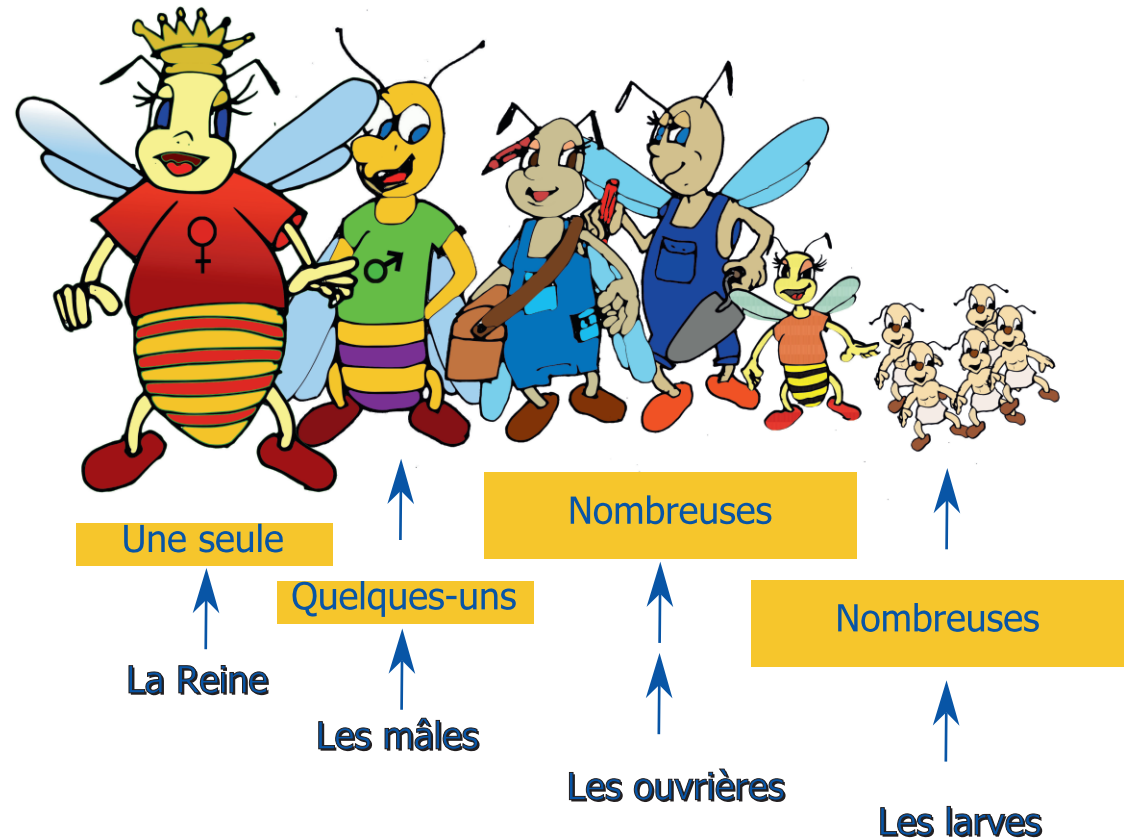 Une seule
La Reine
Quelques-uns
Les mâles
Nombreuses
Les ouvrières
Nombreuses
Les larves